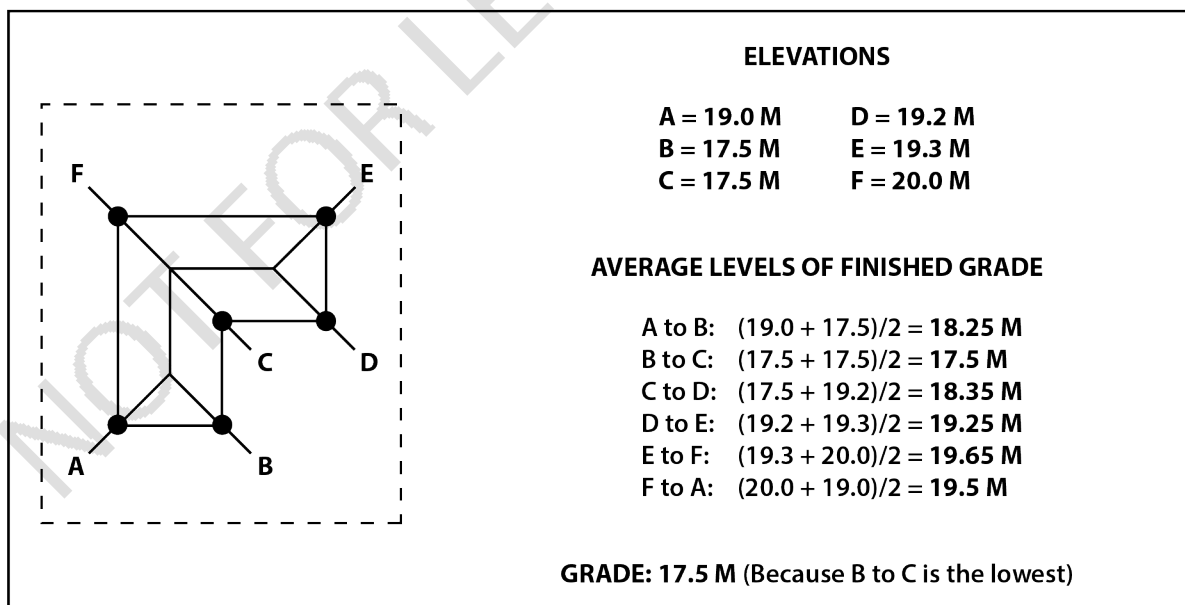 NOT FOR LE
F
E
C
D
A
B
ELEVATIONS
A = 19.0 M D = 19.2 M
B = 17.5 M E = 19.3 M
C = 17.5 M F = 20.0 M
AVERAGE LEVELS OF FINISHED GRADE
A to B: (19.0 + 17.5)/2 = 18.25 M
B to C: (17.5 + 17.5)/2 = 17.5 M
C to D: (17.5 + 19.2)/2 = 18.35 M
D to E: (19.2 + 19.3)/2 = 19.25 M
E to F: (19.3 + 20.0)/2 = 19.65 M
F to A: (20.0 + 19.0)/2 = 19.5 M
GRADE: 17.5 M (Because B to C is the lowest)